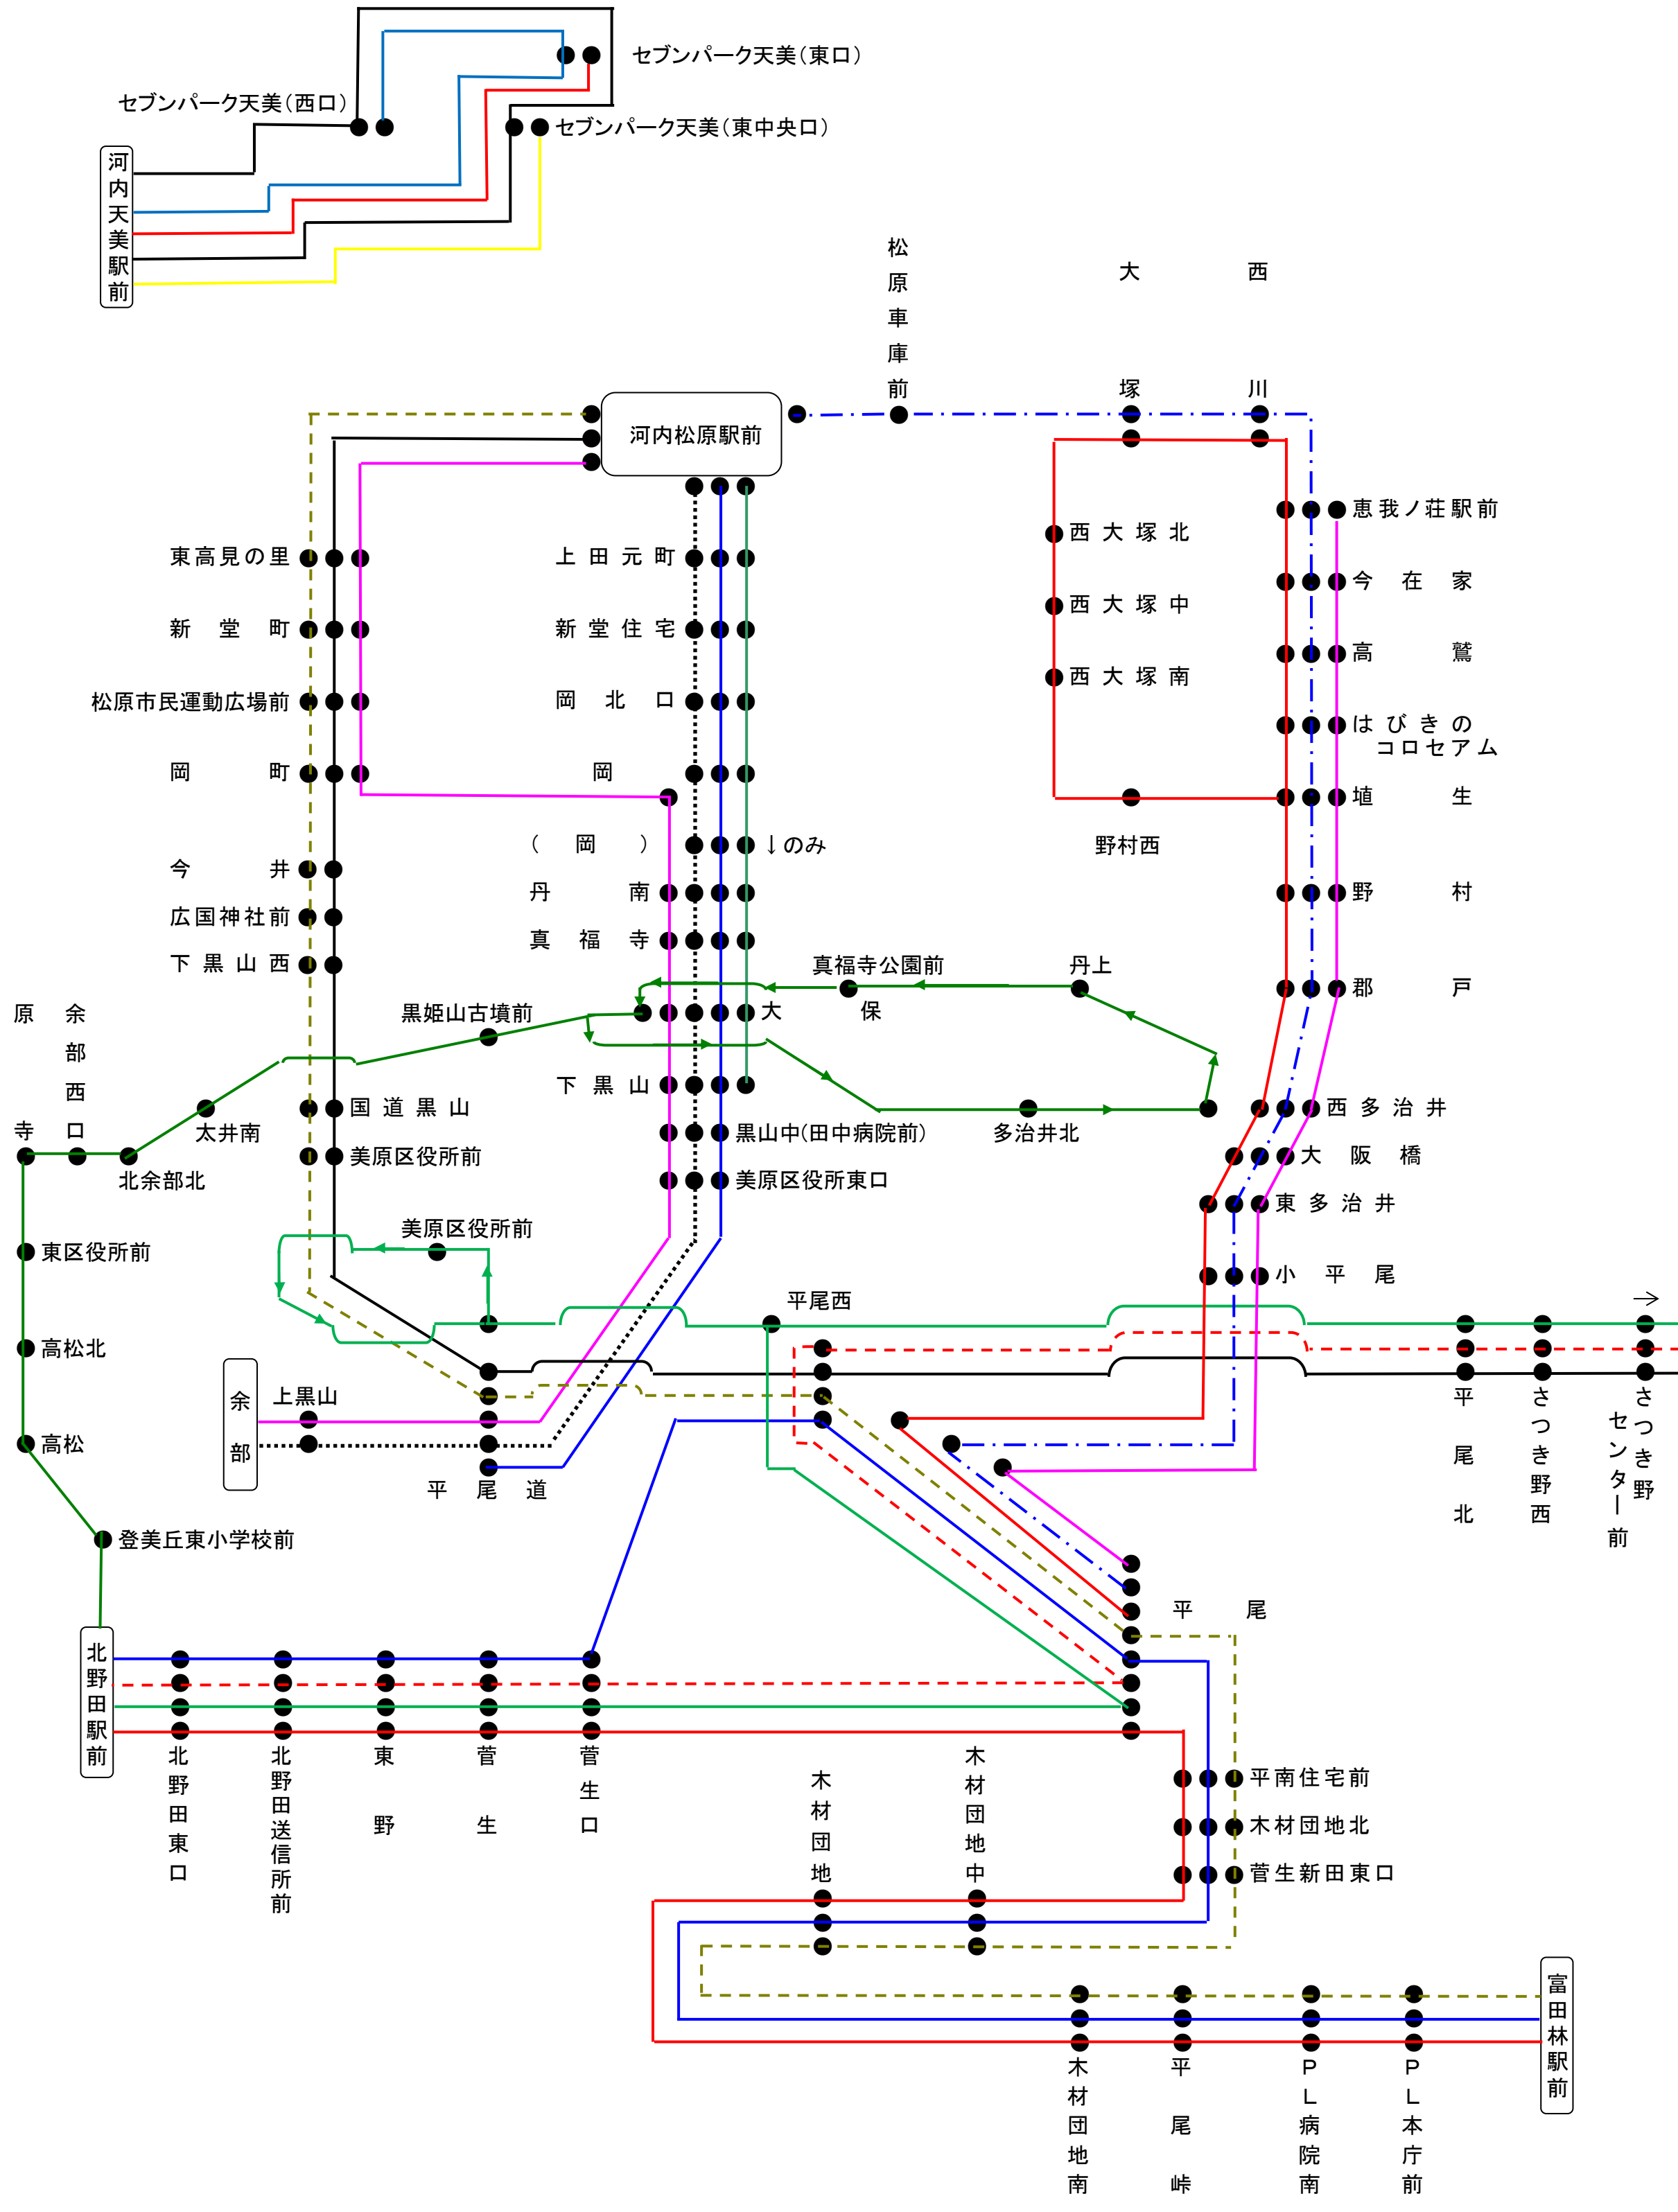 セブンパーク天美（東口）
セブンパーク天美（西口）
セブンパーク天美（東中央口）
河内天美駅前
松原車庫前
大塚
西川
河内松原駅前
恵我ノ荘駅前
西大塚北
東高見の里
上田元町
今在家
西大塚中
新堂町
新堂住宅
高鷲
西大塚南
松原市民運動広場前
岡北口
はびきの
コロセアム
岡町
岡
埴生
（岡）
↓のみ
野村西
今井
丹南
野村
広国神社前
真福寺
下黒山西
真福寺公園前
丹上
郡戸
原寺
余部西口
黒姫山古墳前
大保
下黒山
太井南
国道黒山
黒山中（田中病院前）
多治井北
西多治井
北余部北
美原区役所前
美原区役所東口
大阪橋
東多治井
東区役所前
美原区役所前
小平尾
平尾西
→
高松北
余部
上黒山
平尾北
さつき野西
さつき野
センター前
高松
平尾道
登美丘東小学校前
平尾
北野田駅前
北野田東口
北野田送信所前
東野
菅生
菅生口
木材団地
木材団地中
平南住宅前
木材団地北
菅生新田東口
富田林駅前
木材団地南
平尾峠
ＰＬ病院南
ＰＬ本庁前